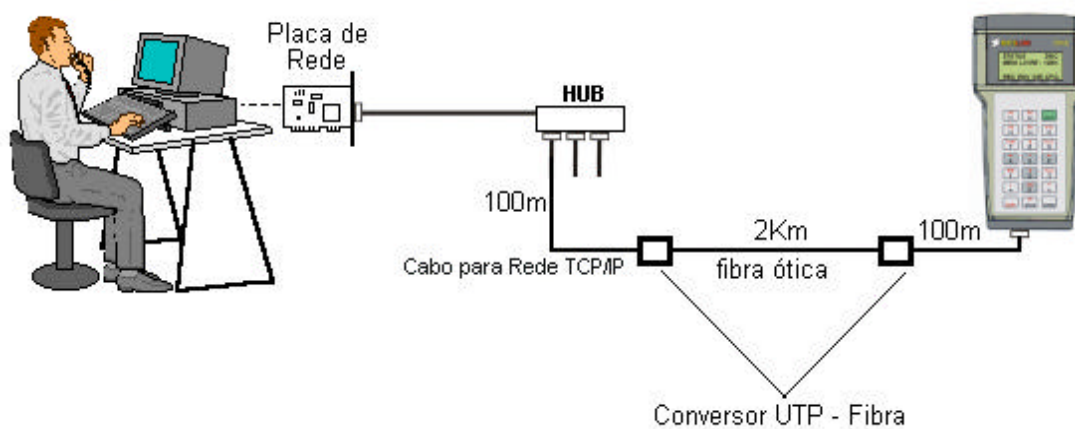 Placa de
Rede
HUB
100m
2Km
100m
Cabo para Rede TCP/IP
fibra ótica
Conversor UTP - Fibra